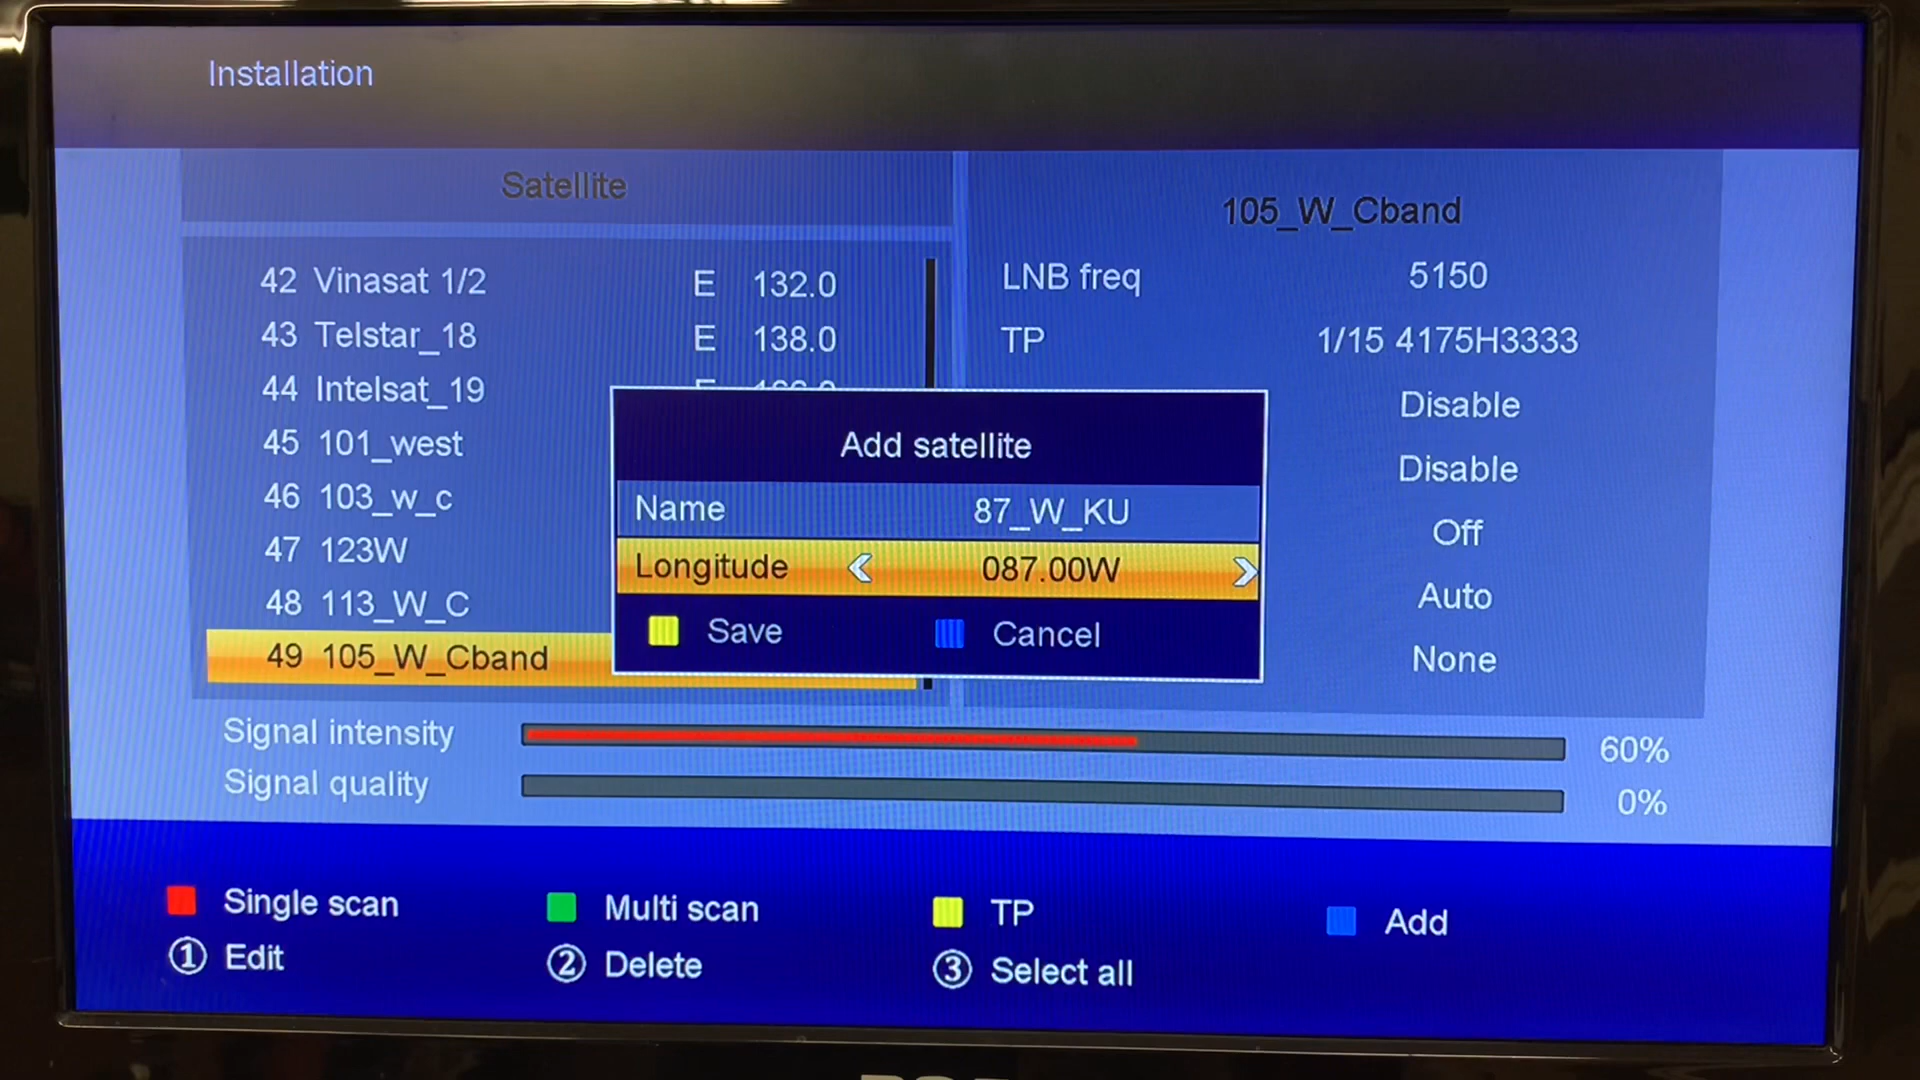 Installation
Satellite
42 Vinasat 1/2 E 132.0
43 Telstar_18 E 138.0
44 Intelsat_19
45 101_west
46 103_w_c
47 123W
48 113_W_C
49 105_W_Cband
105_W_Cband
LNB freq 5150
TP 1/15 4175H3333
Disable
Disable
Off
Auto
None
Add satellite
Name 87_W_KU
Longitude 087.00W
Save Cancel
Signal intensity 60%
Signal quality 0%
Single scan Multi scan TP Add
1 Edit 2 Delete 3 Select all